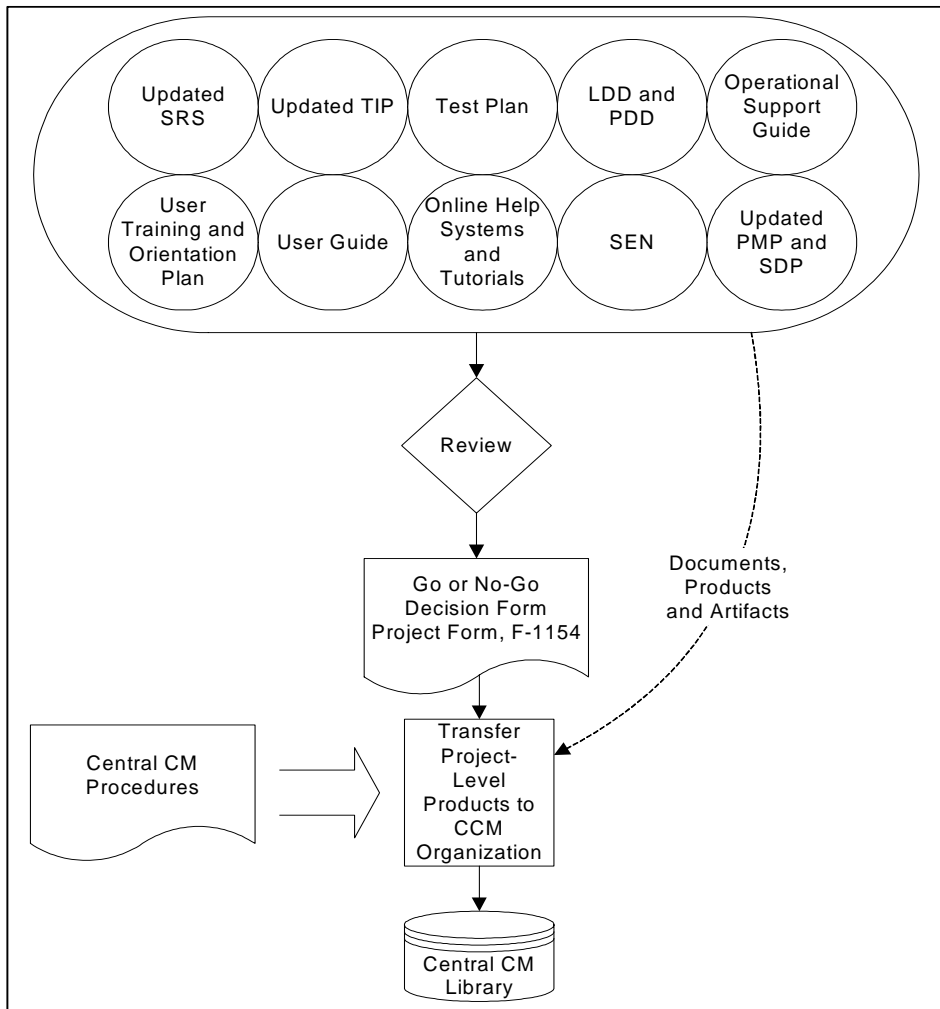 Updated
SRS
Updated TIP
Test Plan
LDD and
PDD
Operational
Support
Guide
User
Training and
Orientation
Plan
User Guide
Online Help
Systems
and
Tutorials
SEN
Updated
PMP and
SDP
Review
Go or No-Go
Decision Form
Project Form, F-1154
Documents,
Products
and Artifacts
Central CM
Procedures
Transfer
Project-
Level
Products to
CCM
Organization
Central CM
Library